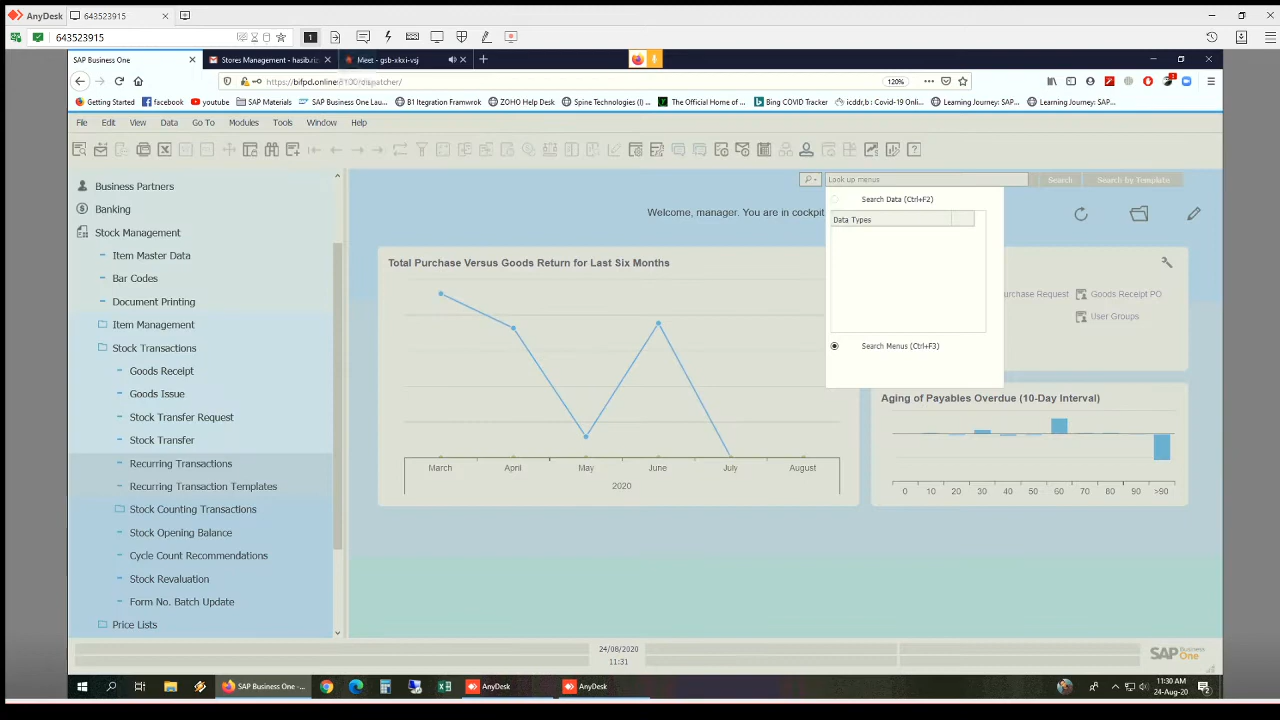 AnyDesk 643523915
643523915 1
SAP Business One Stores Management - hasib.ris Meet - gsb-xkxi-vsj
https://bifpd.online:8100/dispatcher/ 120%
Getting Started facebook youtube SAP Materials SAP Business One Lau... B1 Itegration Framwrok ZOHO Help Desk Spine Technologies (I... The Official Home of ... Bing COVID Tracker icddr,b : Covid-19 Onli... Learning Journey: SAP... Learning Journey: SAP...
File Edit View Data Go To Modules Tools Window Help
Look up menus Search Search by Template
Search Data (Ctrl+F2)
Data Types
Search Menus (Ctrl+F3)
Welcome, manager. You are in cockpit
Business Partners
Banking
Stock Management
Item Master Data
Bar Codes
Document Printing
Item Management
Stock Transactions
Goods Receipt
Goods Issue
Stock Transfer Request
Stock Transfer
Recurring Transactions
Recurring Transaction Templates
Stock Counting Transactions
Stock Opening Balance
Cycle Count Recommendations
Stock Revaluation
Form No. Batch Update
Price Lists
Total Purchase Versus Goods Return for Last Six Months
March April May June July August
2020
urchase Request Goods Receipt PO
User Groups
Aging of Payables Overdue (10-Day Interval)
0 10 20 30 40 50 60 70 80 90 >90
24/08/2020
11:31
SAP Business One
SAP Business One -... AnyDesk AnyDesk
11:30 AM
24-Aug-20
2